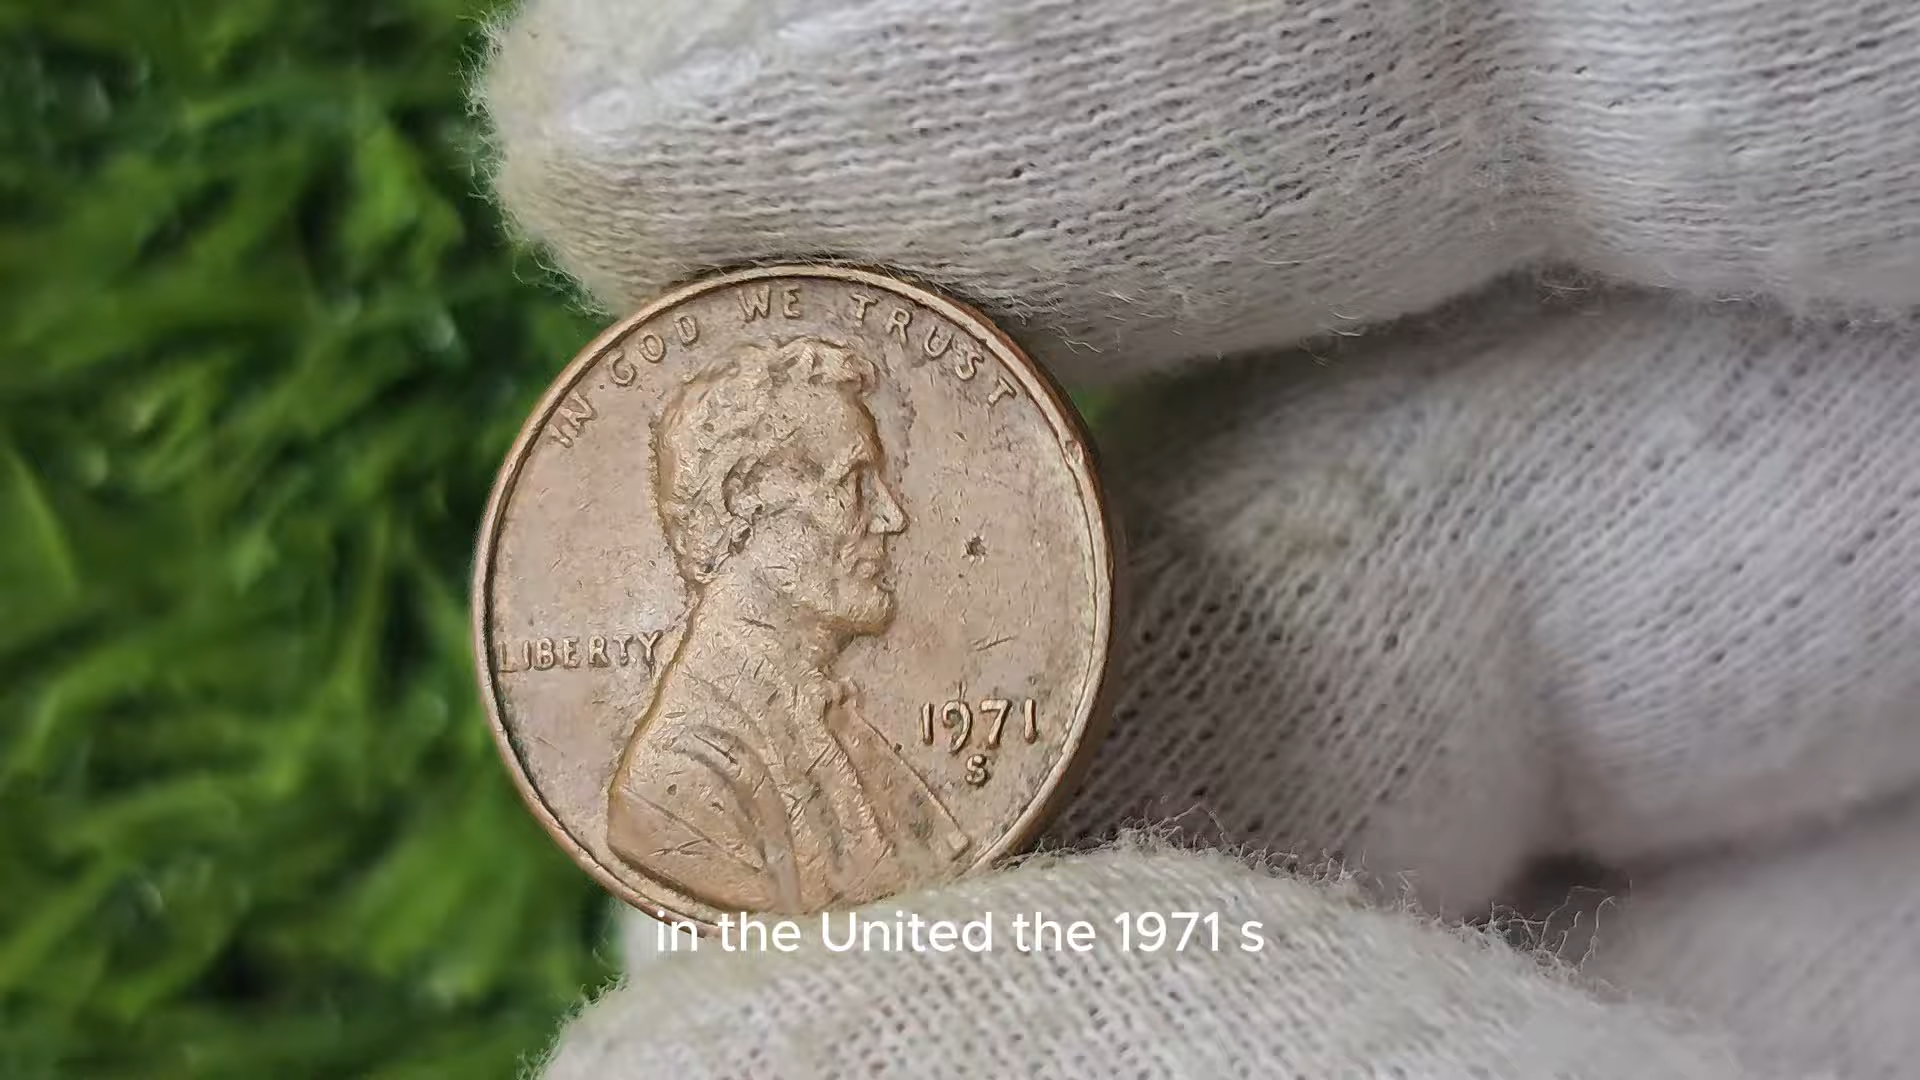 IN GOD WE TRUST
LIBERTY
1971
S
in the United the 1971 s